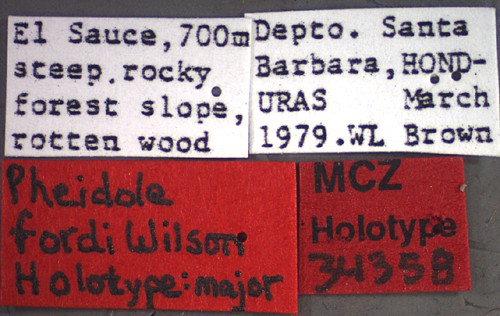 El Sauce, 700m
steep.rocky
forest slope,
rotten wood
Depto. Santa
Barbara, HOND-
URAS March
1979.WL Brown
Pheidole
fordi Wilson
Holotype: major
MCZ
Holotype
34358